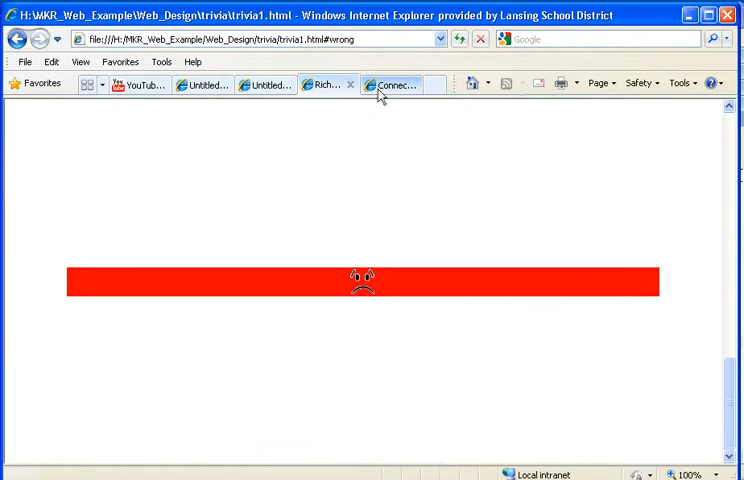 H:\MKR_Web_Example\Web_Design\trivia\trivia1.html - Windows Internet Explorer provided by Lansing School District
file:///H:/MKR_Web_Example/Web_Design/trivia/trivia1.html#wrong
Google
File Edit View Favorites Tools Help
Favorites YouTub... Untitled... Untitled... Rich... Connec... Page Safety Tools
Local intranet 100%